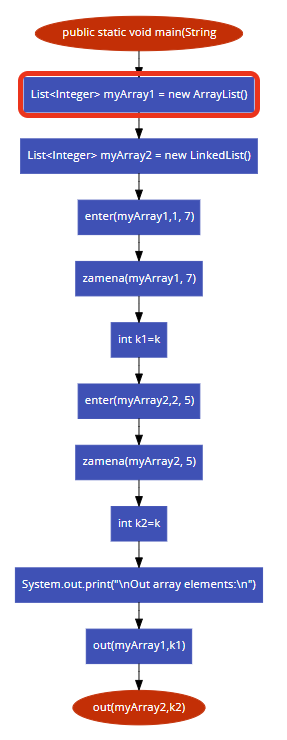 public static void main(String
List<Integer> myArray1 = new ArrayList()
List<Integer> myArray2 = new LinkedList()
enter(myArray1,1, 7)
zamena(myArray1, 7)
int k1=k
enter(myArray2,2, 5)
zamena(myArray2, 5)
int k2=k
System.out.print("\nOut array elements:\n")
out(myArray1,k1)
out(myArray2,k2)